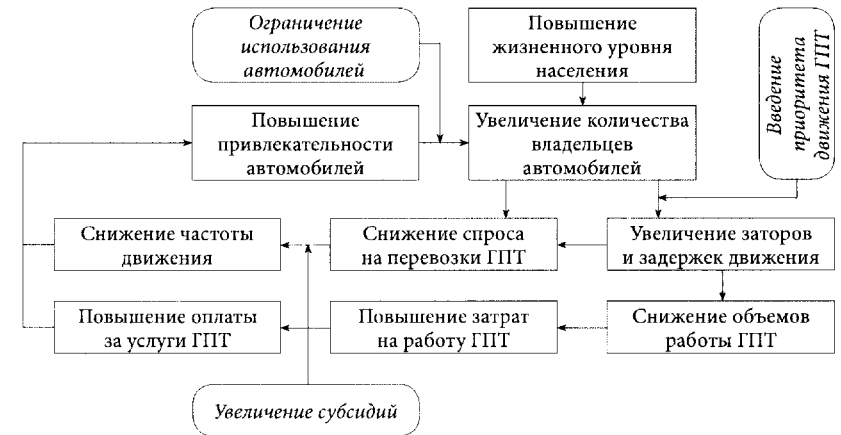 Ограничение
использования
автомобилей
Повышение
жизненного уровня
населения
Введение
приоритета
движения ГПТ
Повышение
привлекательности
автомобилей
Увеличение количества
владельцев
автомобилей
Снижение частоты
движения
Снижение спроса
на перевозки ГПТ
Увеличение заторов
и задержек движения
Повышение оплаты
за услуги ГПТ
Повышение затрат
на работу ГПТ
Снижение объемов
работы ГПТ
Увеличение субсидий